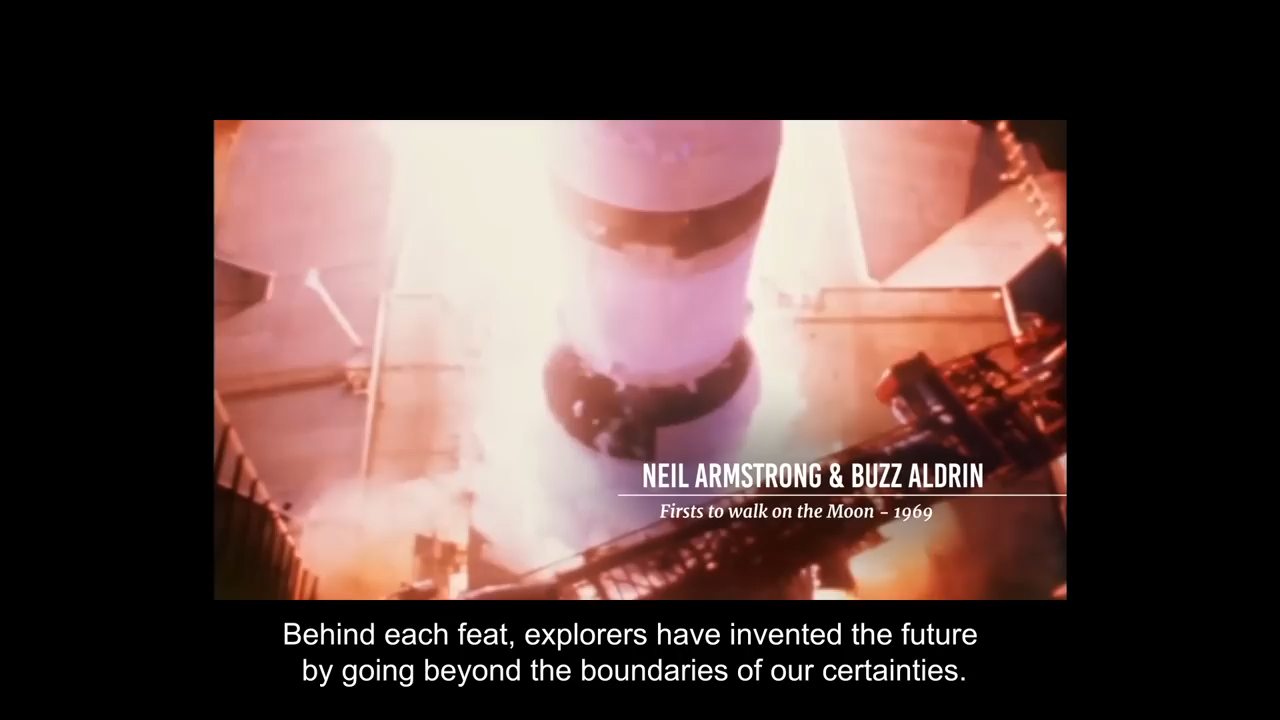 NEIL ARMSTRONG & BUZZ ALDRIN
Firsts to walk on the Moon - 1969
Behind each feat, explorers have invented the future
by going beyond the boundaries of our certainties.